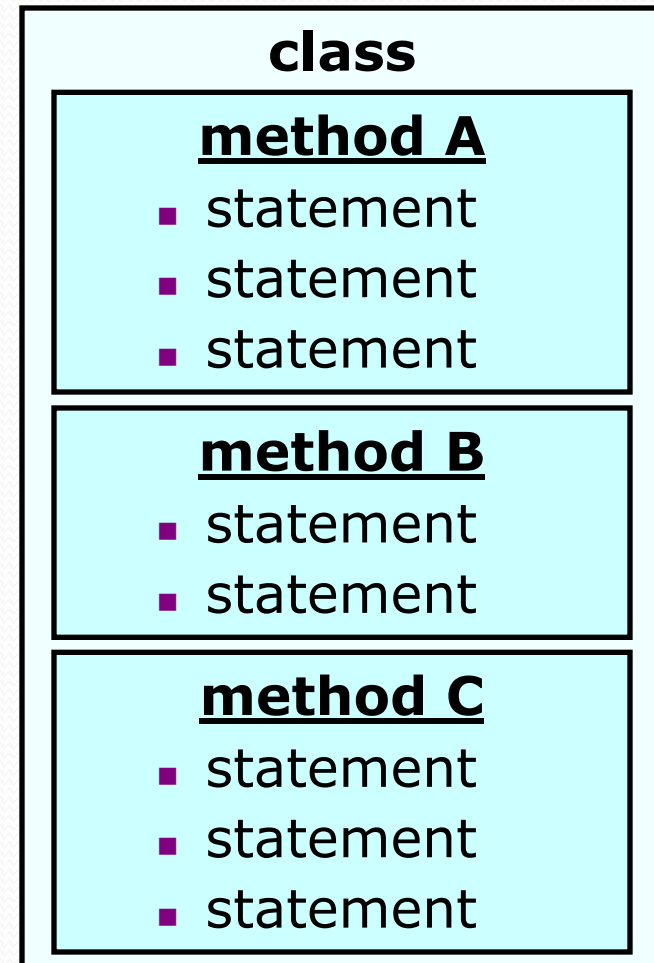 class
method A
statement
statement
statement
method B
statement
statement
method C
statement
statement
statement